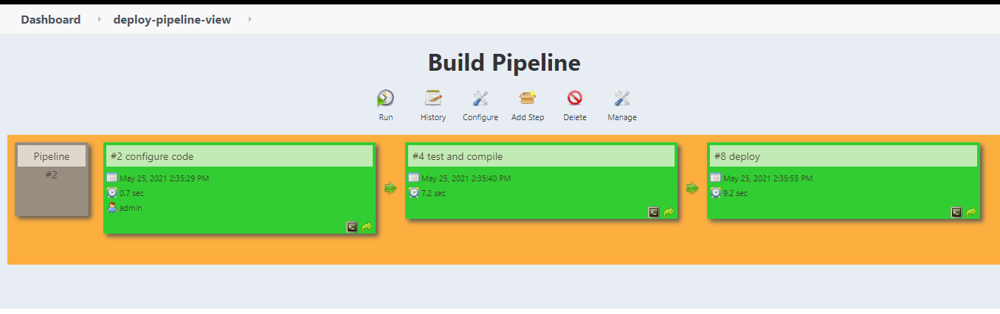 Dashboard deploy-pipeline-view
Build Pipeline
Run History Configure Add Step Delete Manage
Pipeline
#2
#2 configure code
May 25, 2021 2:35:29 PM
0.7 sec
admin
#4 test and compile
May 25, 2021 2:35:40 PM
7.2 sec
#8 deploy
May 25, 2021 2:35:55 PM
9.2 sec